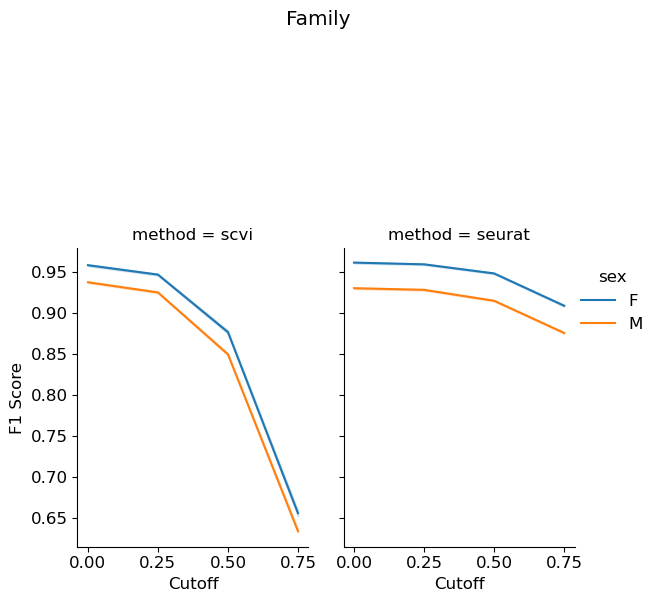 Family
method = scvi
method = seurat
F1 Score
0.95
0.90
0.85
0.80
0.75
0.70
0.65
0.00 0.25 0.50 0.75
0.00 0.25 0.50 0.75
Cutoff
Cutoff
sex
F
M